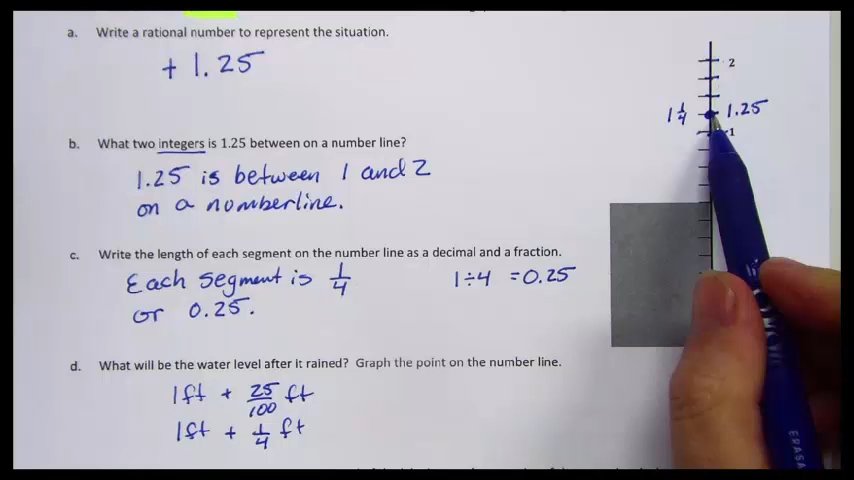 a. Write a rational number to represent the situation.
+ 1.25
2
1 1/4 1.25
1
b. What two integers is 1.25 between on a number line?
1.25 is between 1 and 2
on a numberline.
c. Write the length of each segment on the number line as a decimal and a fraction.
Each segment is 1/4 1÷4 = 0.25
or 0.25.
d. What will be the water level after it rained? Graph the point on the number line.
1ft + 25/100 ft
1ft + 1/4 ft
ERASA